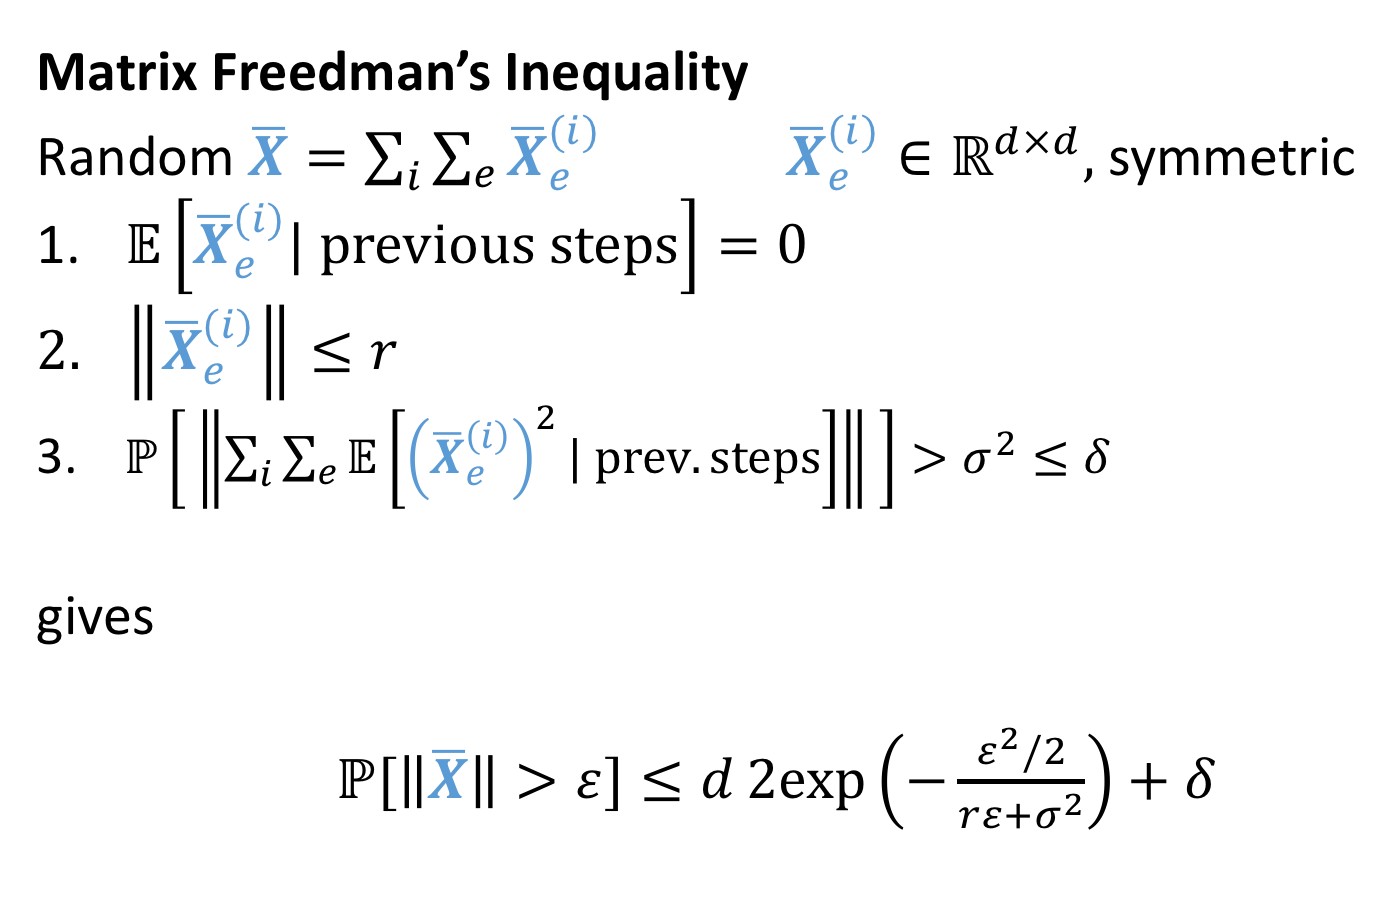 Matrix Freedman’s Inequality
Random X̅ = ∑ᵢ ∑ₑ X̅ₑ⁽ⁱ⁾ X̅ₑ⁽ⁱ⁾ ∈ ℝᵈˣᵈ, symmetric
1. 𝔼[X̅ₑ⁽ⁱ⁾ | previous steps] = 0
2. ‖X̅ₑ⁽ⁱ⁾‖ ≤ r
3. ℙ[‖∑ᵢ ∑ₑ 𝔼[(X̅ₑ⁽ⁱ⁾)² | prev. steps]‖] > σ² ≤ δ
gives
ℙ[‖X̅‖ > ε] ≤ d 2exp(−(ε²/2)/(rε+σ²)) + δ